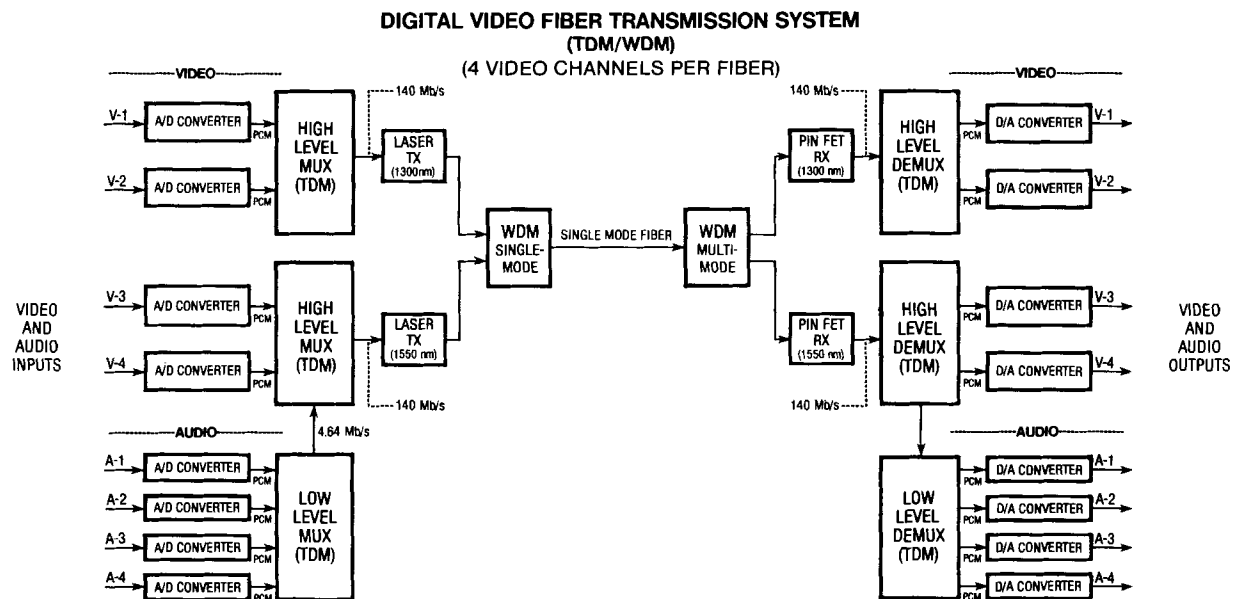 DIGITAL VIDEO FIBER TRANSMISSION SYSTEM
(TDM/WDM)
(4 VIDEO CHANNELS PER FIBER)
VIDEO
V-1
A/D CONVERTER
PCM
V-2
A/D CONVERTER
PCM
HIGH
LEVEL
MUX
(TDM)
140 Mb/s
LASER
TX
(1300nm)
V-3
A/D CONVERTER
PCM
V-4
A/D CONVERTER
PCM
HIGH
LEVEL
MUX
(TDM)
140 Mb/s
LASER
TX
(1550 nm)
VIDEO
AND
AUDIO
INPUTS
4.64 Mb/s
AUDIO
A-1
A/D CONVERTER
PCM
A-2
A/D CONVERTER
PCM
A-3
A/D CONVERTER
PCM
A-4
A/D CONVERTER
PCM
LOW
LEVEL
MUX
(TDM)
WDM
SINGLE-
MODE
SINGLE MODE FIBER
WDM
MULTI-
MODE
140 Mb/s
PIN FET
RX
(1300 nm)
HIGH
LEVEL
DEMUX
(TDM)
VIDEO
PCM
D/A CONVERTER
V-1
PCM
D/A CONVERTER
V-2
PIN FET
RX
(1550 nm)
140 Mb/s
HIGH
LEVEL
DEMUX
(TDM)
PCM
D/A CONVERTER
V-3
PCM
D/A CONVERTER
V-4
VIDEO
AND
AUDIO
OUTPUTS
AUDIO
LOW
LEVEL
DEMUX
(TDM)
PCM
D/A CONVERTER
A-1
PCM
D/A CONVERTER
A-2
PCM
D/A CONVERTER
A-3
PCM
D/A CONVERTER
A-4